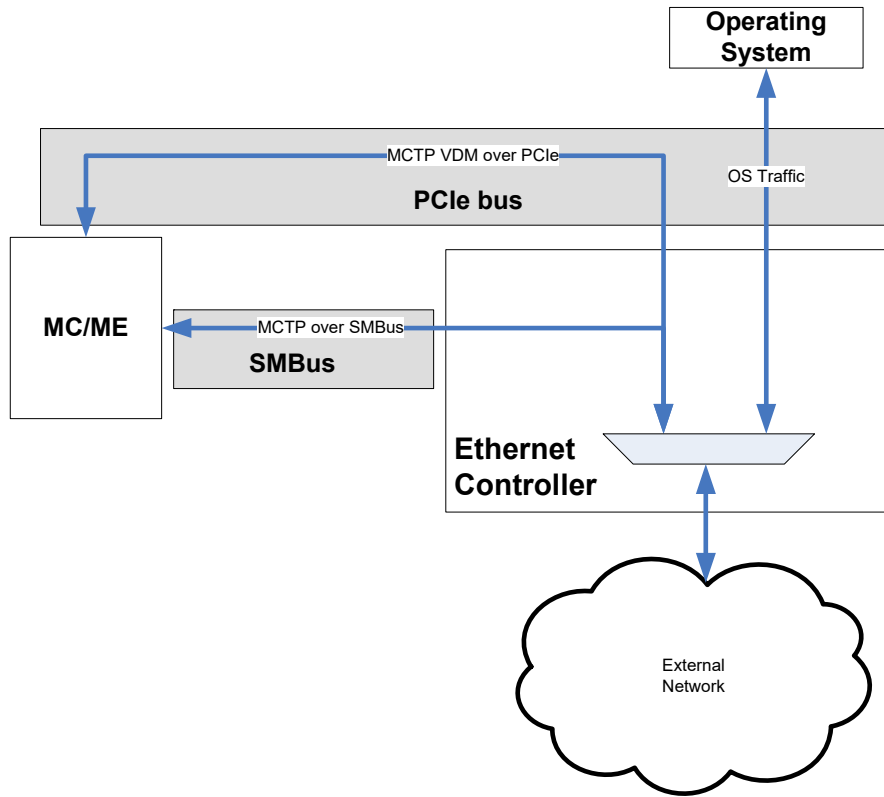 Operating
System
MCTP VDM over PCIe
OS Traffic
PCIe bus
MC/ME
MCTP over SMBus
SMBus
Ethernet
Controller
External
Network